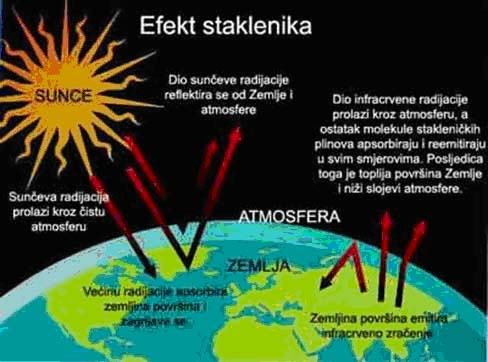 Efekt staklenika
SUNCE
Dio sunčeve radijacije
reflektira se od Zemlje i
atmosfere
Dio infracrvene radijacije
prolazi kroz atmosferu, a
ostatak molekule stakleničkih
plinova apsorbiraju i reemitiraju
u svim smjerovima. Posljedica
toga je toplija površina Zemlje
i niži slojevi atmosfere.
Sunčeva radijacija
prolazi kroz čistu
atmosferu
ATMOSFERA
ZEMLJA
Većinu radijacije apsorbira
zemljina površina i
zagrijava se
Zemljina površina emitira
infracrveno zračenje